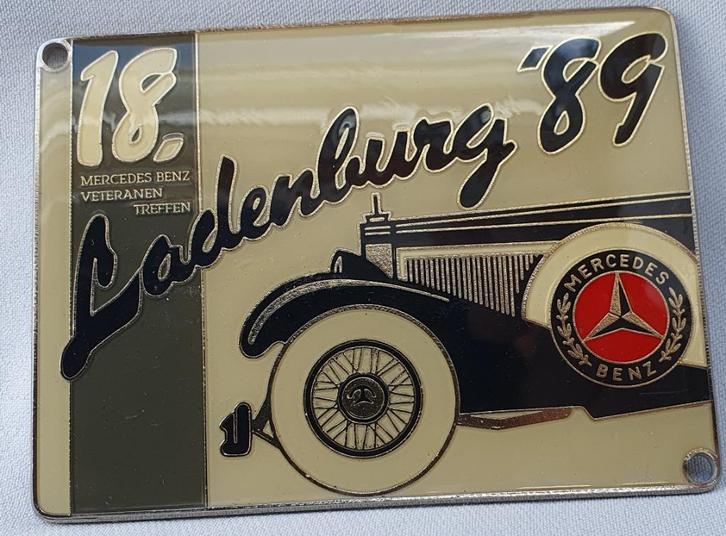 18.
MERCEDES BENZ
VETERANEN
TREFFEN
Ladenburg '89
MERCEDES
BENZ